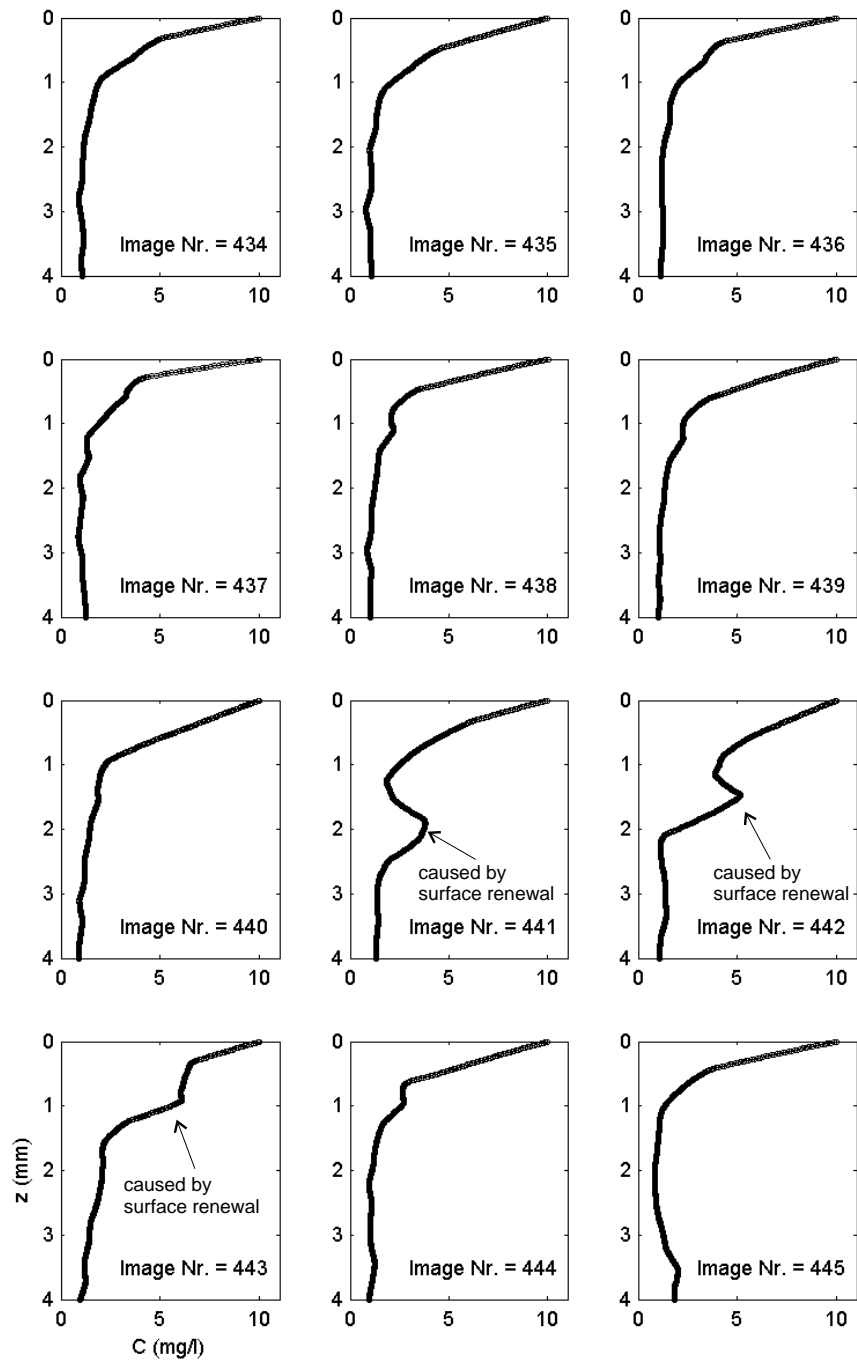 0
1
2
3
4
0 5 10
Image Nr. = 434
0
1
2
3
4
0 5 10
Image Nr. = 435
0
1
2
3
4
0 5 10
Image Nr. = 436
0
1
2
3
4
0 5 10
Image Nr. = 437
0
1
2
3
4
0 5 10
Image Nr. = 438
0
1
2
3
4
0 5 10
Image Nr. = 439
0
1
2
3
4
0 5 10
Image Nr. = 440
0
1
2
3
4
0 5 10
caused by
surface renewal
Image Nr. = 441
0
1
2
3
4
0 5 10
caused by
surface renewal
Image Nr. = 442
0
1
2
3
4
0 5 10
z (mm)
C (mg/l)
caused by
surface renewal
Image Nr. = 443
0
1
2
3
4
0 5 10
Image Nr. = 444
0
1
2
3
4
0 5 10
Image Nr. = 445